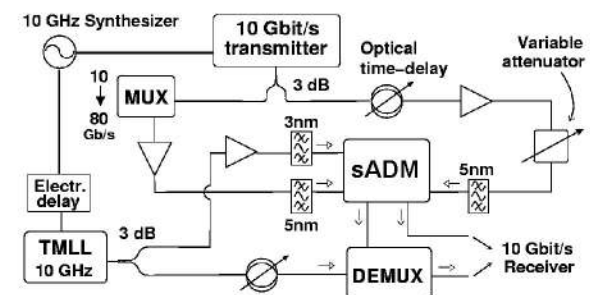 10 GHz Synthesizer
10 Gbit/s
transmitter
Optical
time-delay
Variable
attenuator
10
80
Gb/s
MUX
3 dB
3nm
5nm
sADM
5nm
Electr.
delay
TMLL
10 GHz
3 dB
DEMUX
10 Gbit/s
Receiver